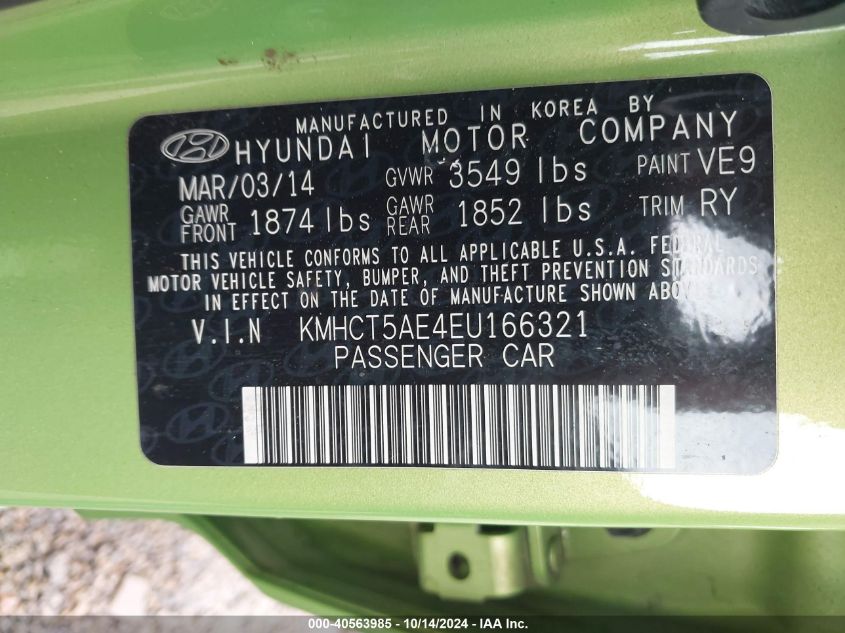 MANUFACTURED IN KOREA BY
HYUNDAI MOTOR COMPANY
MAR/03/14 GVWR 3549 lbs PAINT VE9
GAWR FRONT 1874 lbs GAWR REAR 1852 lbs TRIM RY
THIS VEHICLE CONFORMS TO ALL APPLICABLE U.S.A. FEDERAL
MOTOR VEHICLE SAFETY, BUMPER, AND THEFT PREVENTION STANDARDS
IN EFFECT ON THE DATE OF MANUFACTURE SHOWN ABOVE
V.I.N KMHCT5AE4EU166321
PASSENGER CAR
000-40563985 - 10/14/2024 - IAA Inc.